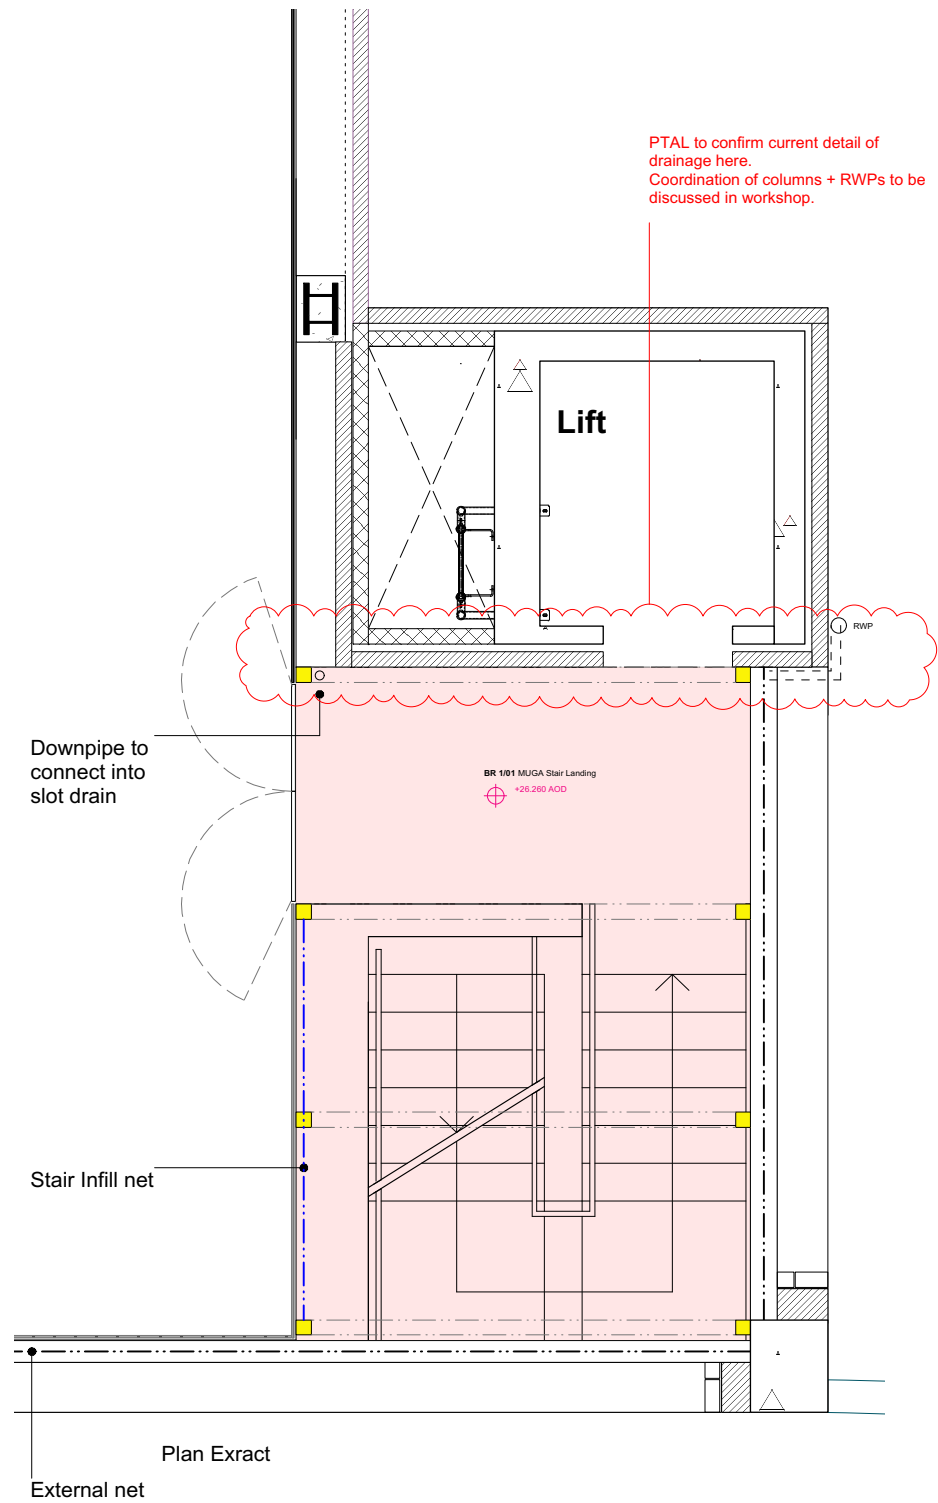 PTAL to confirm current detail of
drainage here.
Coordination of columns + RWPs to be
discussed in workshop.
Lift
RWP
Downpipe to
connect into
slot drain
BR 1/01 MUGA Stair Landing
+26.260 AOD
Stair Infill net
Plan Exract
External net